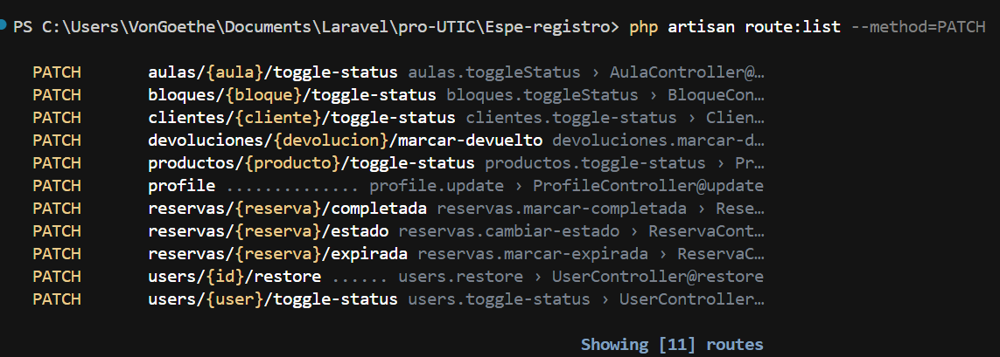 PS C:\Users\VonGoethe\Documents\Laravel\pro-UTIC\Espe-registro> php artisan route:list --method=PATCH
PATCH aulas/{aula}/toggle-status aulas.toggleStatus › AulaController@…
PATCH bloques/{bloque}/toggle-status bloques.toggleStatus › BloqueCon…
PATCH clientes/{cliente}/toggle-status clientes.toggle-status › Clien…
PATCH devoluciones/{devolucion}/marcar-devuelto devoluciones.marcar-d…
PATCH productos/{producto}/toggle-status productos.toggle-status › Pr…
PATCH profile .............. profile.update › ProfileController@update
PATCH reservas/{reserva}/completada reservas.marcar-completada › Rese…
PATCH reservas/{reserva}/estado reservas.cambiar-estado › ReservaCont…
PATCH reservas/{reserva}/expirada reservas.marcar-expirada › ReservaC…
PATCH users/{id}/restore ...... users.restore › UserController@restore
PATCH users/{user}/toggle-status users.toggle-status › UserController…
Showing [11] routes